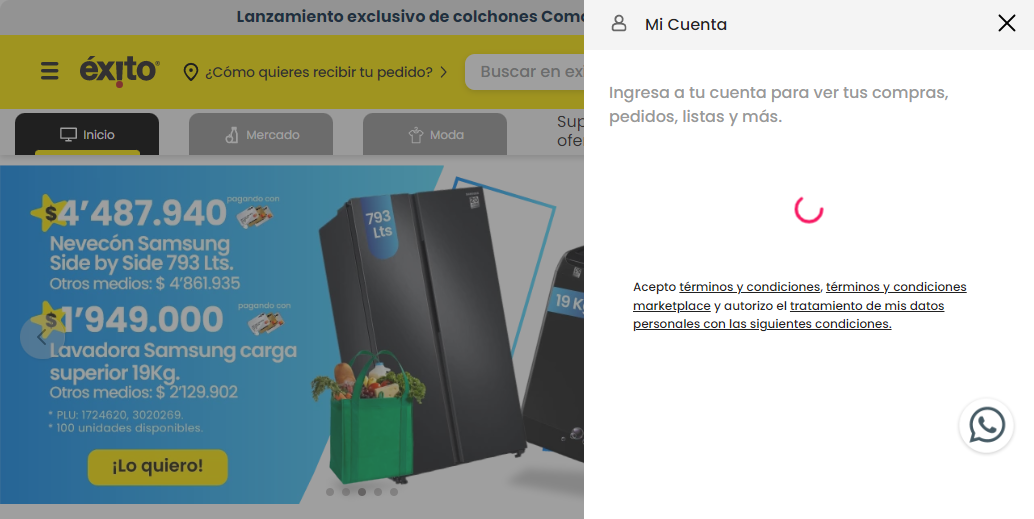 Lanzamiento exclusivo de colchones
éxito
¿Cómo quieres recibir tu pedido?
Buscar en
Inicio
Mercado
Moda
pagando con
$4'487.940
Nevecón Samsung
Side by Side 793 Lts.
Otros medios: $ 4'861.935
pagando con
$1'949.000
Lavadora Samsung carga
superior 19Kg.
Otros medios: $ 2'129.902
* PLU: 1724620, 3020269.
* 100 unidades disponibles.
¡Lo quiero!
793
Lts
19 Kg
Mi Cuenta
Ingresa a tu cuenta para ver tus compras,
pedidos, listas y más.
Acepto términos y condiciones, términos y condiciones
marketplace y autorizo el tratamiento de mis datos
personales con las siguientes condiciones.